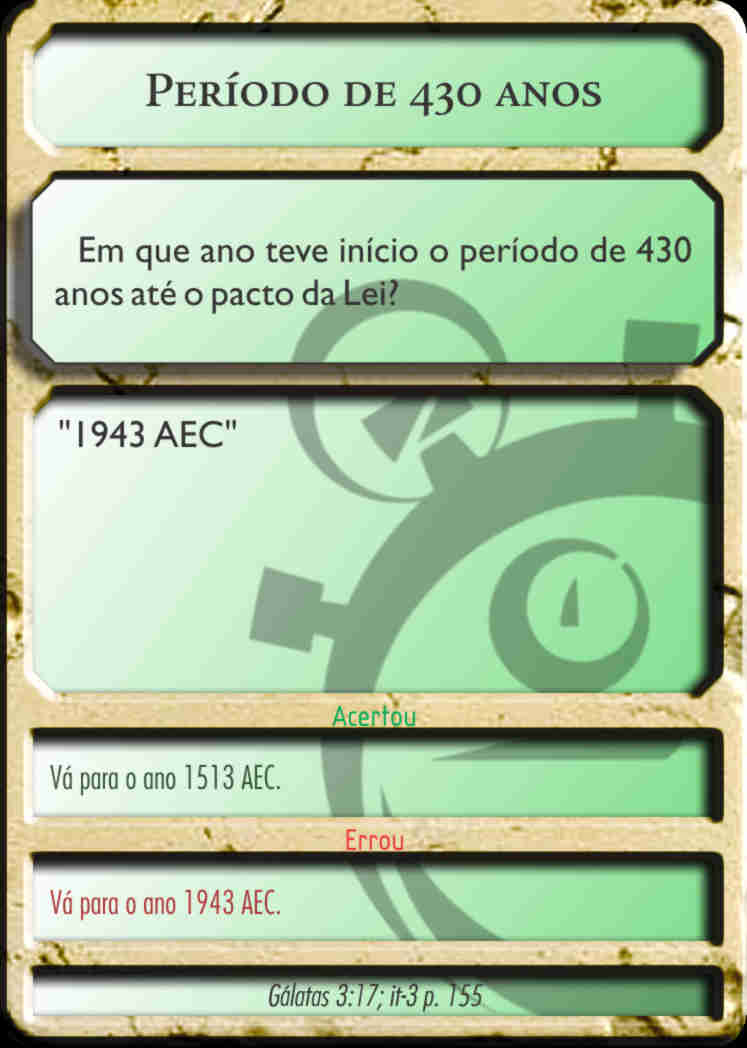 Período de 430 anos
Em que ano teve início o período de 430
anos até o pacto da Lei?
"1943 AEC"
Acertou
Vá para o ano 1513 AEC.
Errou
Vá para o ano 1943 AEC.
Gálatas 3:17; it-3 p. 155